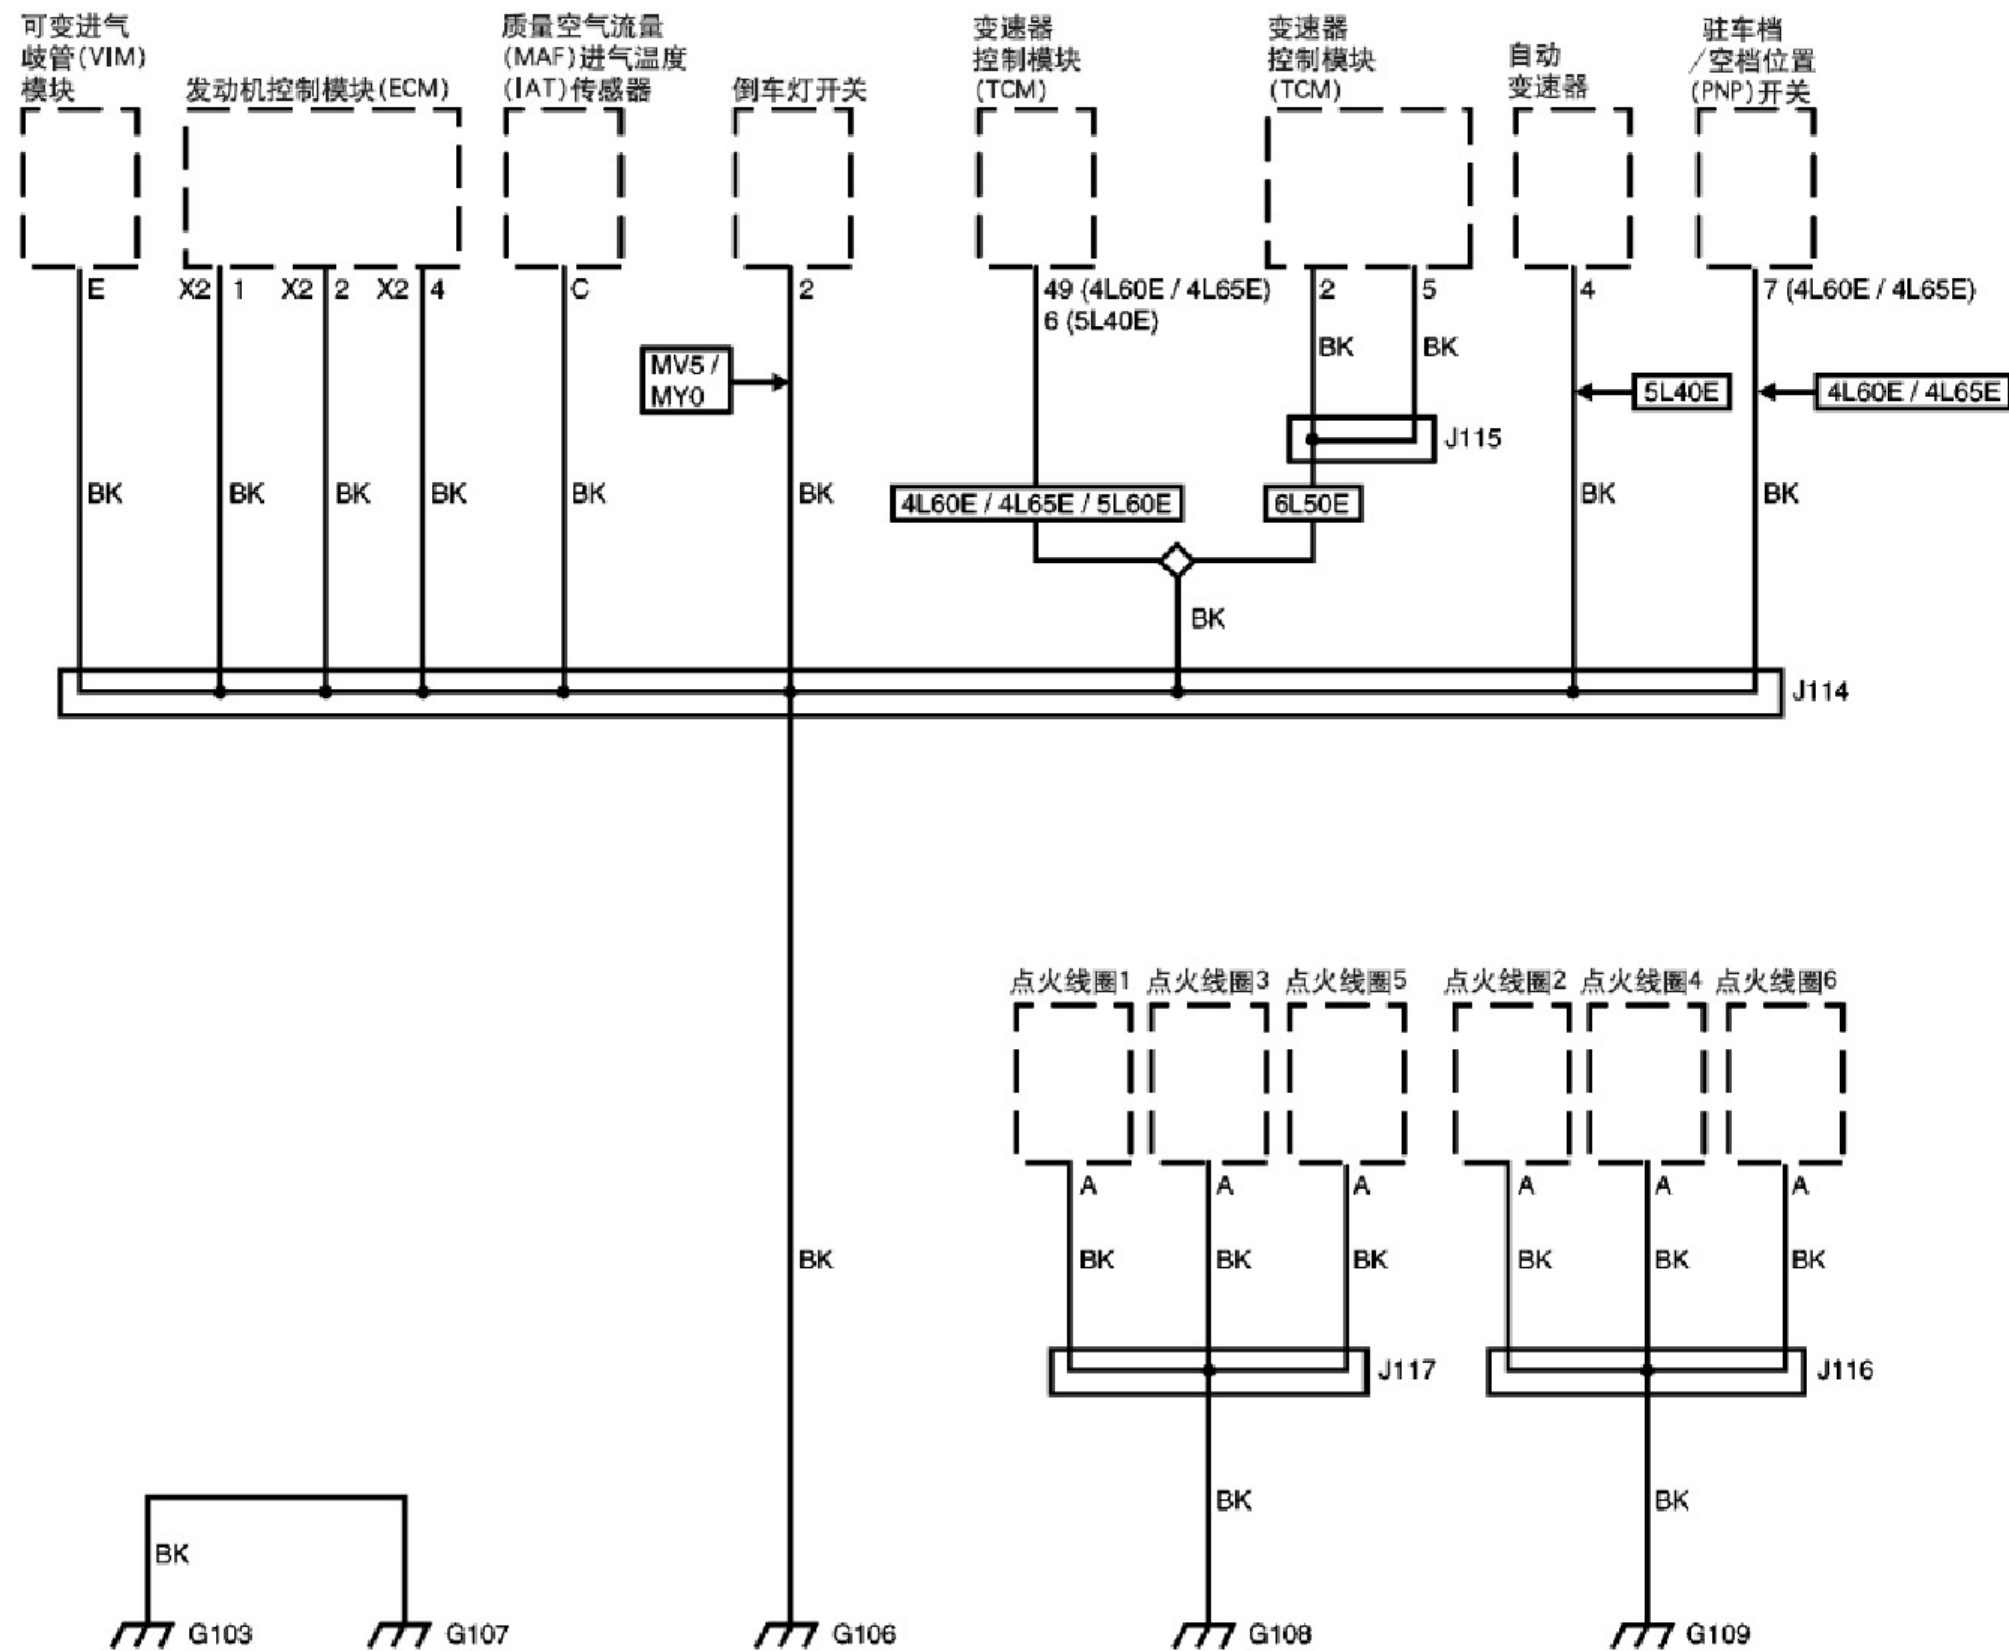 可变进气
歧管(VIM)
模块
发动机控制模块(ECM)
质量空气流量
(MAF)进气温度
(IAT)传感器
倒车灯开关
变速器
控制模块
(TCM)
变速器
控制模块
(TCM)
自动
变速器
驻车档
/空档位置
(PNP)开关
E
X2 1
X2 2
X2 4
C
2
49 (4L60E / 4L65E)
6 (5L40E)
2
5
4
7 (4L60E / 4L65E)
BK
BK
MV5 /
MY0
5L40E
4L60E / 4L65E
J115
BK
BK
BK
BK
BK
BK
4L60E / 4L65E / 5L60E
6L50E
BK
BK
BK
J114
点火线圈1
点火线圈3
点火线圈5
点火线圈2
点火线圈4
点火线圈6
A
A
A
A
A
A
BK
BK
BK
BK
BK
BK
BK
J117
J116
BK
BK
BK
G103
G107
G106
G108
G109